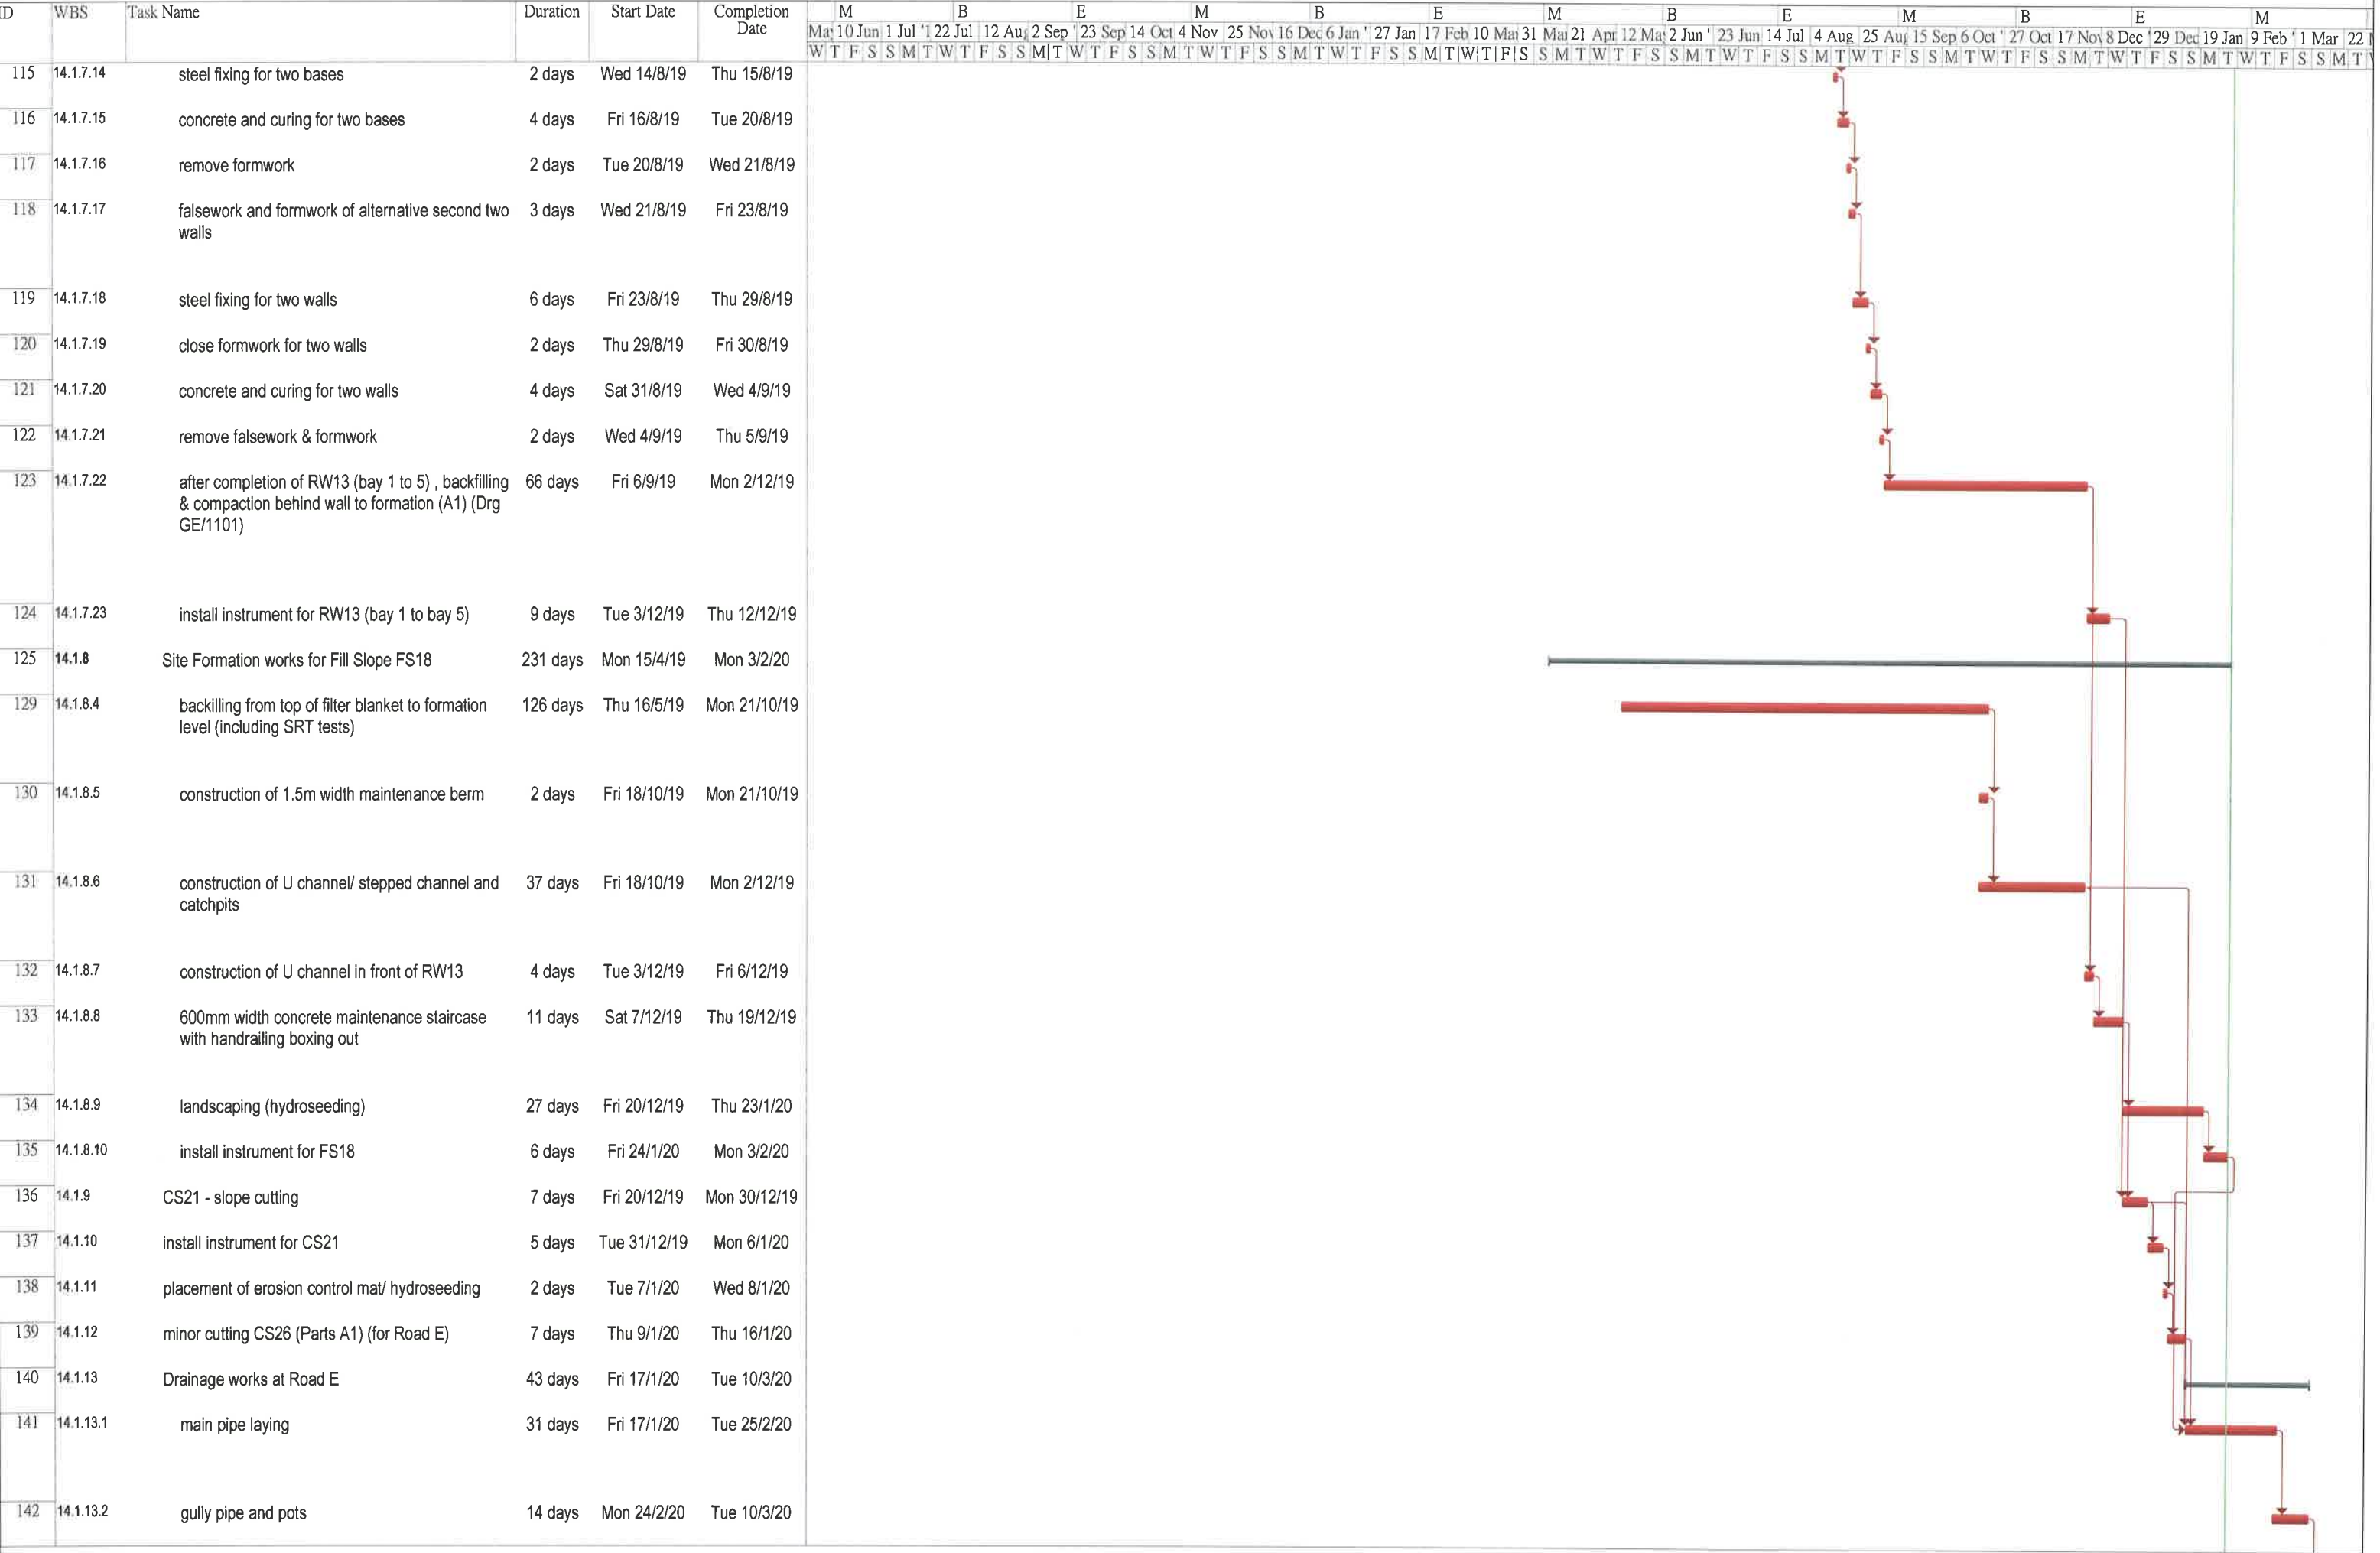 ID WBS Task Name Duration Start Date Completion
Date
M B E M B E M B E M B E M
10 Jun 1 Jul '1 22 Jul 12 Aug 2 Sep ' 23 Sep 14 Oct 4 Nov 25 Nov 16 Dec 6 Jan ' 27 Jan 17 Feb 10 Mar 31 Mar 21 Apr 12 May 2 Jun ' 23 Jun 14 Jul 4 Aug 25 Aug 15 Sep 6 Oct ' 27 Oct 17 Nov 8 Dec ' 29 Dec 19 Jan 9 Feb ' 1 Mar 22
W T F S S M T W T F S S M T W T F S S M T W T F S S M T W T F S S M T W T F S S M T W T F S S M T W T F S S M T W T F S S M T W T F S S M T W T F S S M T W T F S S M T
115 14.1.7.14 steel fixing for two bases 2 days Wed 14/8/19 Thu 15/8/19
116 14.1.7.15 concrete and curing for two bases 4 days Fri 16/8/19 Tue 20/8/19
117 14.1.7.16 remove formwork 2 days Tue 20/8/19 Wed 21/8/19
118 14.1.7.17 falsework and formwork of alternative second two 3 days Wed 21/8/19 Fri 23/8/19
walls
119 14.1.7.18 steel fixing for two walls 6 days Fri 23/8/19 Thu 29/8/19
120 14.1.7.19 close formwork for two walls 2 days Thu 29/8/19 Fri 30/8/19
121 14.1.7.20 concrete and curing for two walls 4 days Sat 31/8/19 Wed 4/9/19
122 14.1.7.21 remove falsework & formwork 2 days Wed 4/9/19 Thu 5/9/19
123 14.1.7.22 after completion of RW13 (bay 1 to 5) , backfilling 66 days Fri 6/9/19 Mon 2/12/19
& compaction behind wall to formation (A1) (Drg
GE/1101)
124 14.1.7.23 install instrument for RW13 (bay 1 to bay 5) 9 days Tue 3/12/19 Thu 12/12/19
125 14.1.8 Site Formation works for Fill Slope FS18 231 days Mon 15/4/19 Mon 3/2/20
129 14.1.8.4 backilling from top of filter blanket to formation 126 days Thu 16/5/19 Mon 21/10/19
level (including SRT tests)
130 14.1.8.5 construction of 1.5m width maintenance berm 2 days Fri 18/10/19 Mon 21/10/19
131 14.1.8.6 construction of U channel/ stepped channel and 37 days Fri 18/10/19 Mon 2/12/19
catchpits
132 14.1.8.7 construction of U channel in front of RW13 4 days Tue 3/12/19 Fri 6/12/19
133 14.1.8.8 600mm width concrete maintenance staircase 11 days Sat 7/12/19 Thu 19/12/19
with handrailing boxing out
134 14.1.8.9 landscaping (hydroseeding) 27 days Fri 20/12/19 Thu 23/1/20
135 14.1.8.10 install instrument for FS18 6 days Fri 24/1/20 Mon 3/2/20
136 14.1.9 CS21 - slope cutting 7 days Fri 20/12/19 Mon 30/12/19
137 14.1.10 install instrument for CS21 5 days Tue 31/12/19 Mon 6/1/20
138 14.1.11 placement of erosion control mat/ hydroseeding 2 days Tue 7/1/20 Wed 8/1/20
139 14.1.12 minor cutting CS26 (Parts A1) (for Road E) 7 days Thu 9/1/20 Thu 16/1/20
140 14.1.13 Drainage works at Road E 43 days Fri 17/1/20 Tue 10/3/20
141 14.1.13.1 main pipe laying 31 days Fri 17/1/20 Tue 25/2/20
142 14.1.13.2 gully pipe and pots 14 days Mon 24/2/20 Tue 10/3/20